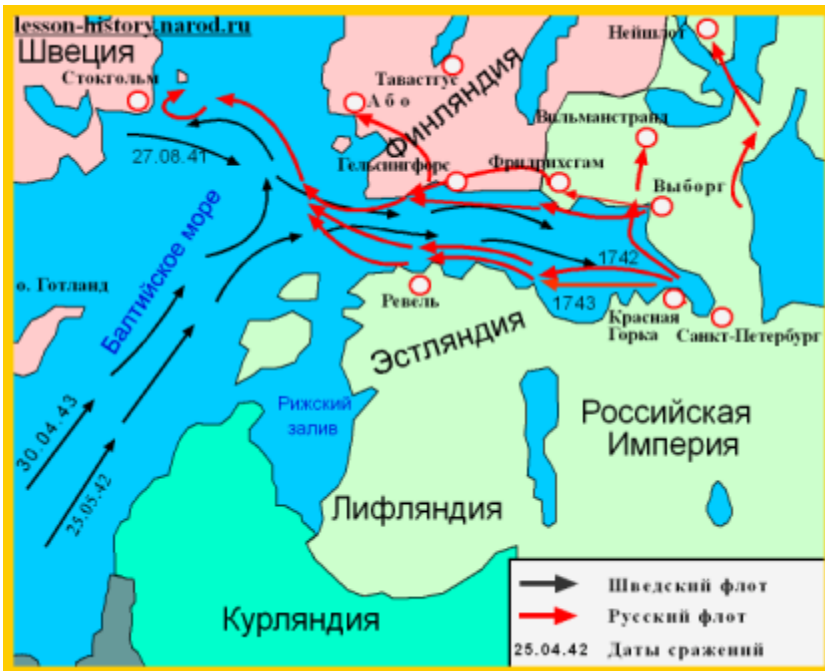 lesson-history.narod.ru
Швеция
Стокгольм
Нейшлот
Тавастгус
Або
ФИНЛЯНДИЯ
Вильманстранд
27.08.41
Гельсингфорс
Фридрихсгам
Выборг
Балтийское море
о. Готланд
1742
1743
Ревель
Красная
Горка
Санкт-Петербург
Эстляндия
Рижский
залив
Российская
Империя
30.04.43
25.05.42
Лифляндия
Курляндия
Шведский флот
Русский флот
25.04.42 Даты сражений